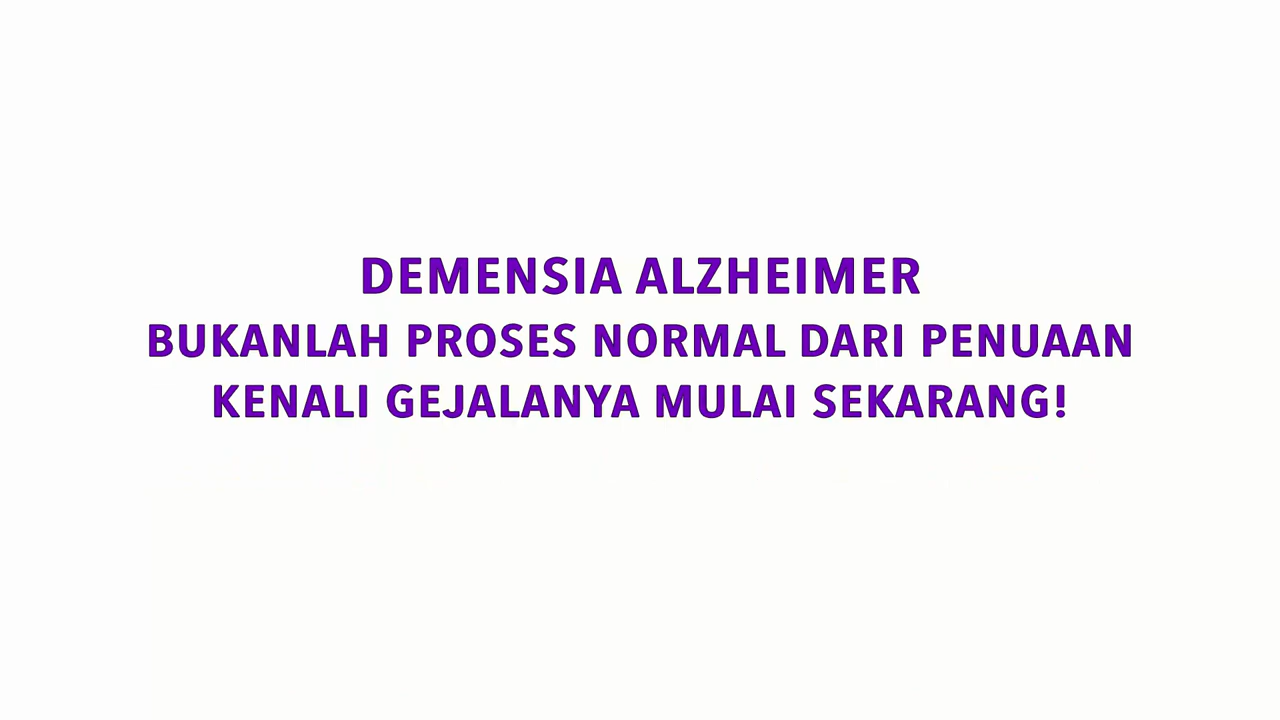 DEMENSIA ALZHEIMER
BUKANLAH PROSES NORMAL DARI PENUAAN
KENALI GEJALANYA MULAI SEKARANG!